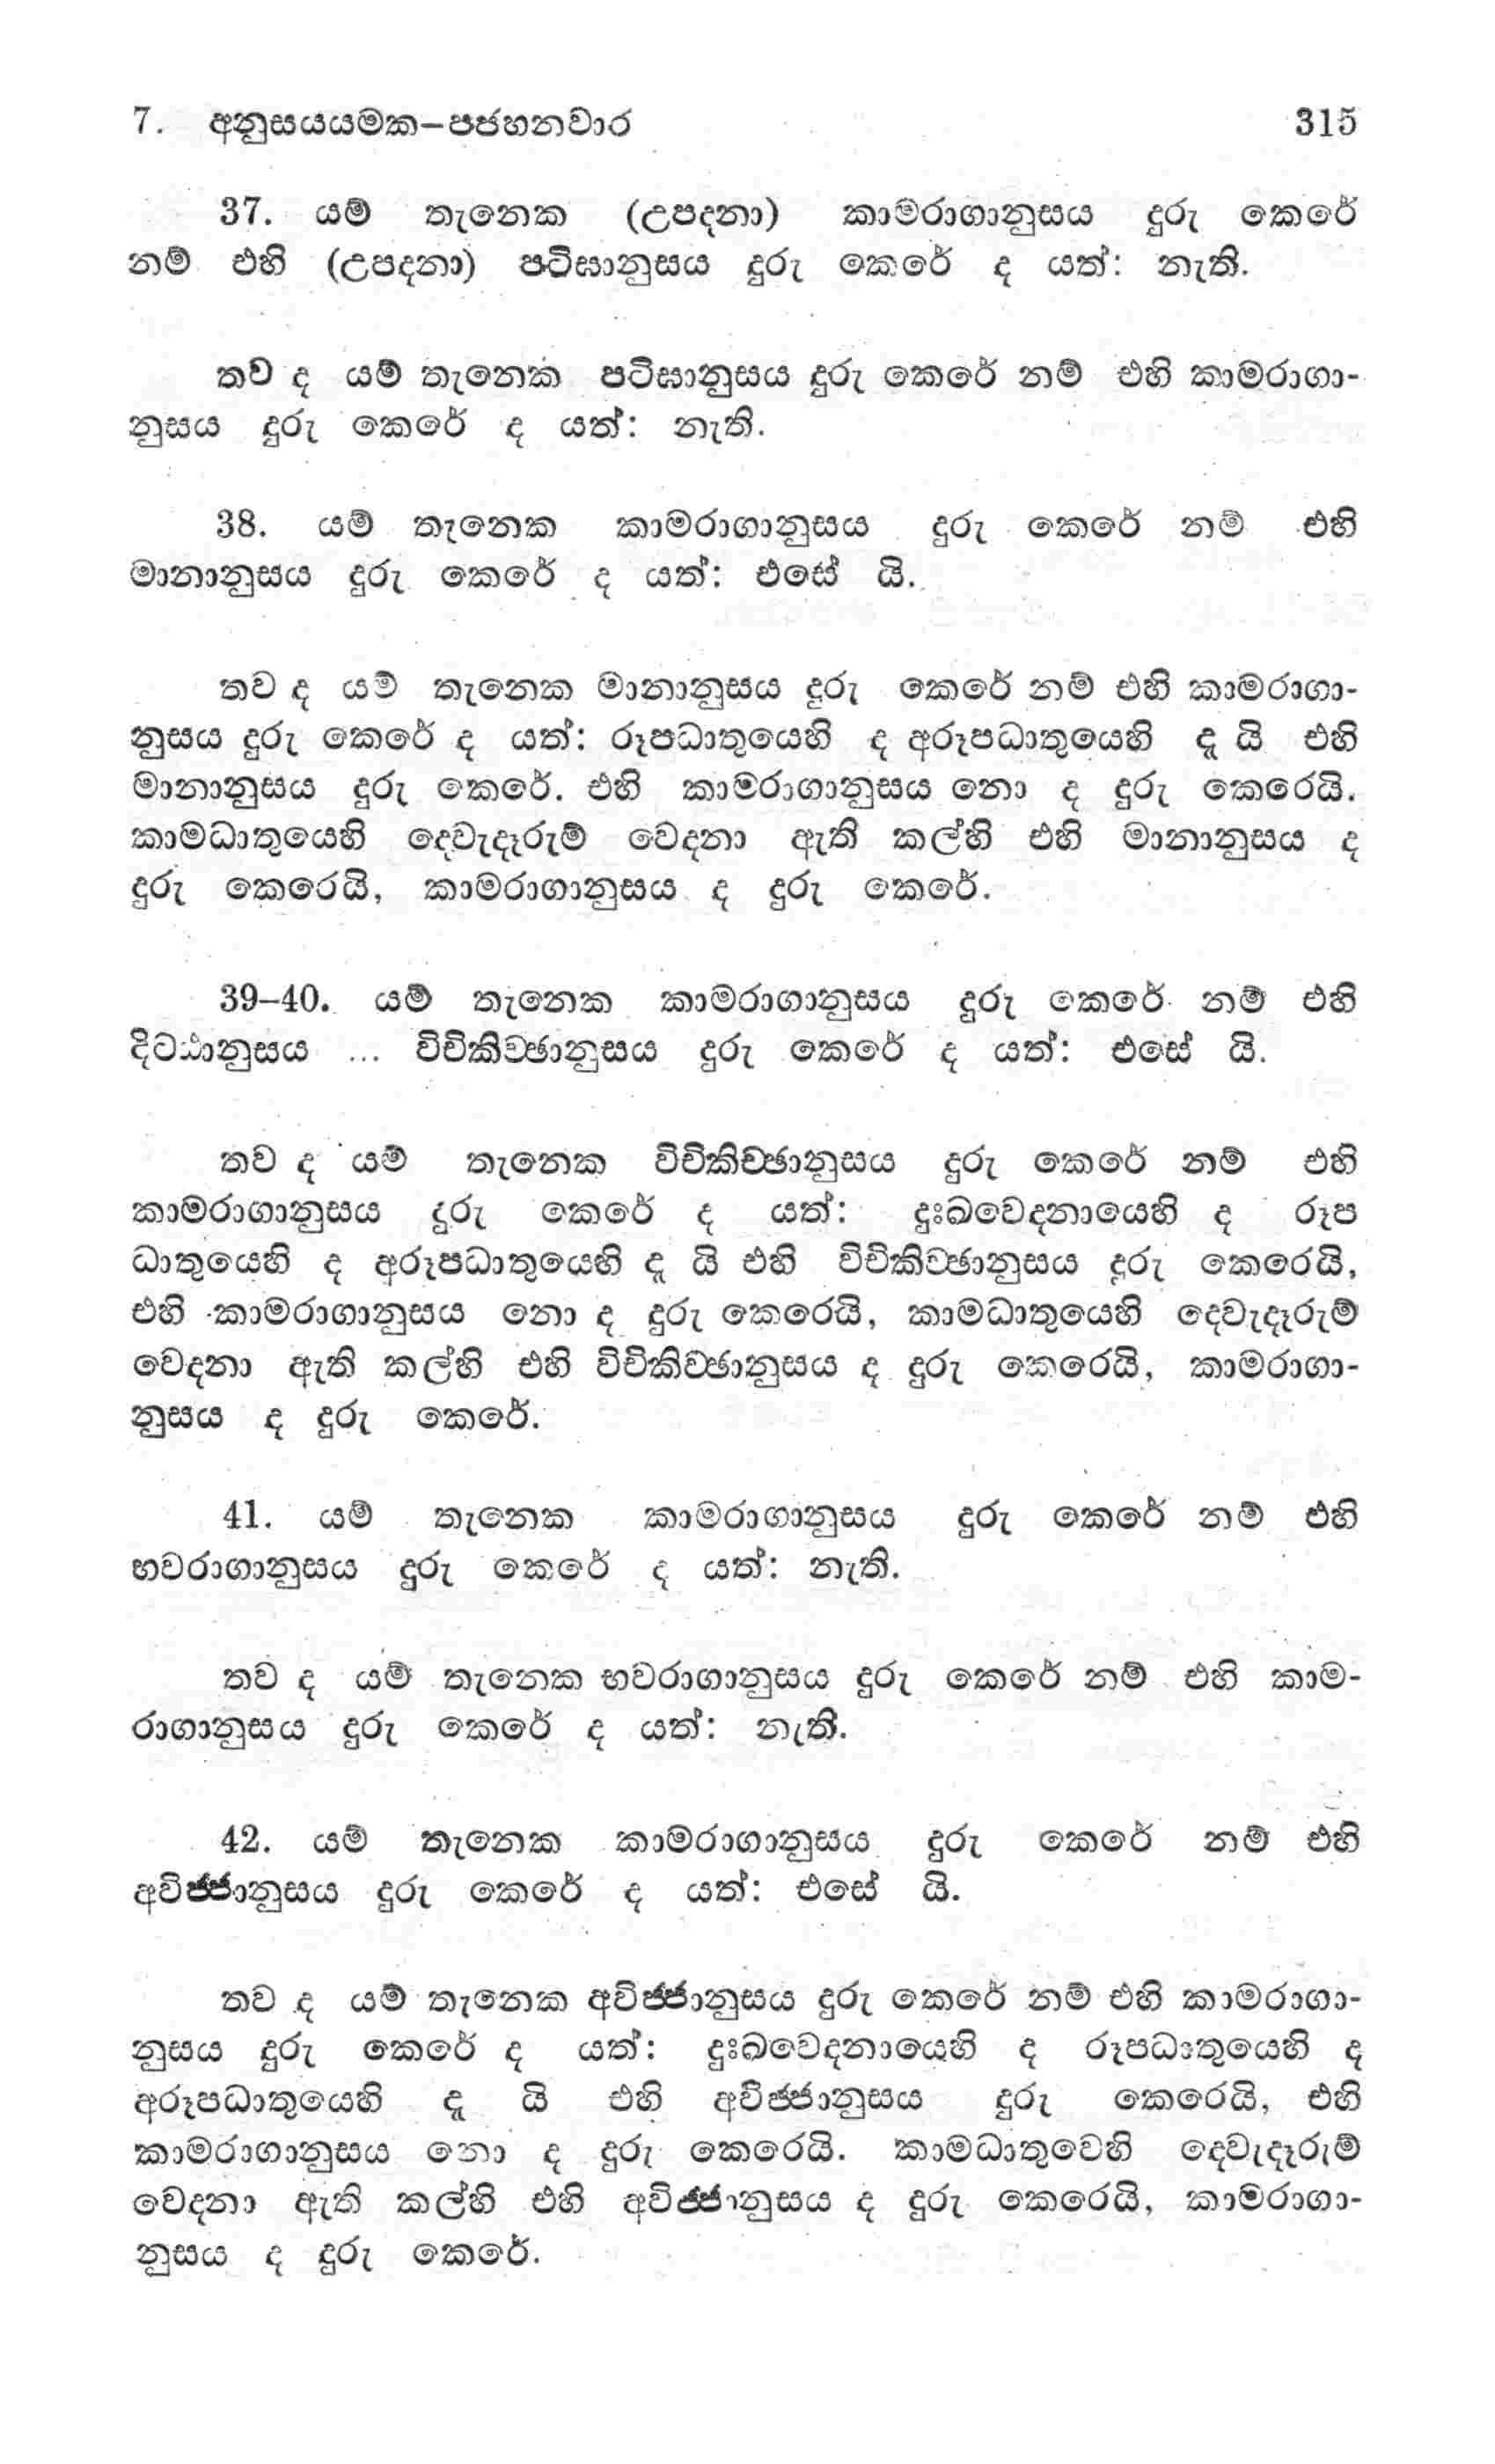 7. අනුසයයමක–පජහනවාර 315
37. යම් තැනෙක (උපදනා) කාමරාගානුසය දුරු කෙරේ
නම් එහි (උපදනා) පටිඝානුසය දුරු කෙරේ ද යත්: නැති.
තව ද යම් තැනෙක පටිඝානුසය දුරු කෙරේ නම් එහි කාමරාගා-
නුසය දුරු කෙරේ ද යත්: නැති.
38. යම් තැනෙක කාමරාගානුසය දුරු කෙරේ නම් එහි
මානානුසය දුරු කෙරේ ද යත්: එසේ යි.
තව ද යම් තැනෙක මානානුසය දුරු කෙරේ නම් එහි කාමරාගා-
නුසය දුරු කෙරේ ද යත්: රූපධාතුයෙහි ද අරූපධාතුයෙහි දූ යි එහි
මානානුසය දුරු කෙරේ. එහි කාමරාගානුසය නො ද දුරු කෙරෙයි.
කාමධාතුයෙහි දෙවැදෑරුම් වෙදනා ඇති කල්හි එහි මානානුසය ද
දුරු කෙරෙයි, කාමරාගානුසය ද දුරු කෙරේ.
39–40. යම් තැනෙක කාමරාගානුසය දුරු කෙරේ නම් එහි
දිට්ඨානුසය ... විචිකිච්ඡානුසය දුරු කෙරේ ද යත්: එසේ යි.
තව ද යම් තැනෙක විචිකිච්ඡානුසය දුරු කෙරේ නම් එහි
කාමරාගානුසය දුරු කෙරේ ද යත්: දුඃඛවෙදනායෙහි ද රූප
ධාතුයෙහි ද අරූපධාතුයෙහි දූ යි එහි විචිකිච්ඡානුසය දුරු කෙරෙයි,
එහි කාමරාගානුසය නො ද දුරු කෙරෙයි, කාමධාතුයෙහි දෙවැදෑරුම්
වෙදනා ඇති කල්හි එහි විචිකිච්ඡානුසය ද දුරු කෙරෙයි, කාමරාගා-
නුසය ද දුරු කෙරේ.
41. යම් තැනෙක කාමරාගානුසය දුරු කෙරේ නම් එහි
භවරාගානුසය දුරු කෙරේ ද යත්: නැති.
තව ද යම් තැනෙක භවරාගානුසය දුරු කෙරේ නම් එහි කාම-
රාගානුසය දුරු කෙරේ ද යත්: නැති.
42. යම් තැනෙක කාමරාගානුසය දුරු කෙරේ නම් එහි
අවිජ්ජානුසය දුරු කෙරේ ද යත්: එසේ යි.
තව ද යම් තැනෙක අවිජ්ජානුසය දුරු කෙරේ නම් එහි කාමරාගා-
නුසය දුරු කෙරේ ද යත්: දුඃඛවෙදනායෙහි ද රූපධාතුයෙහි ද
අරූපධාතුයෙහි දූ යි එහි අවිජ්ජානුසය දුරු කෙරෙයි, එහි
කාමරාගානුසය නො ද දුරු කෙරෙයි. කාමධාතුවෙහි දෙවැදෑරුම්
වෙදනා ඇති කල්හි එහි අවිජ්ජානුසය ද දුරු කෙරෙයි, කාමරාගා-
නුසය ද දුරු කෙරේ.